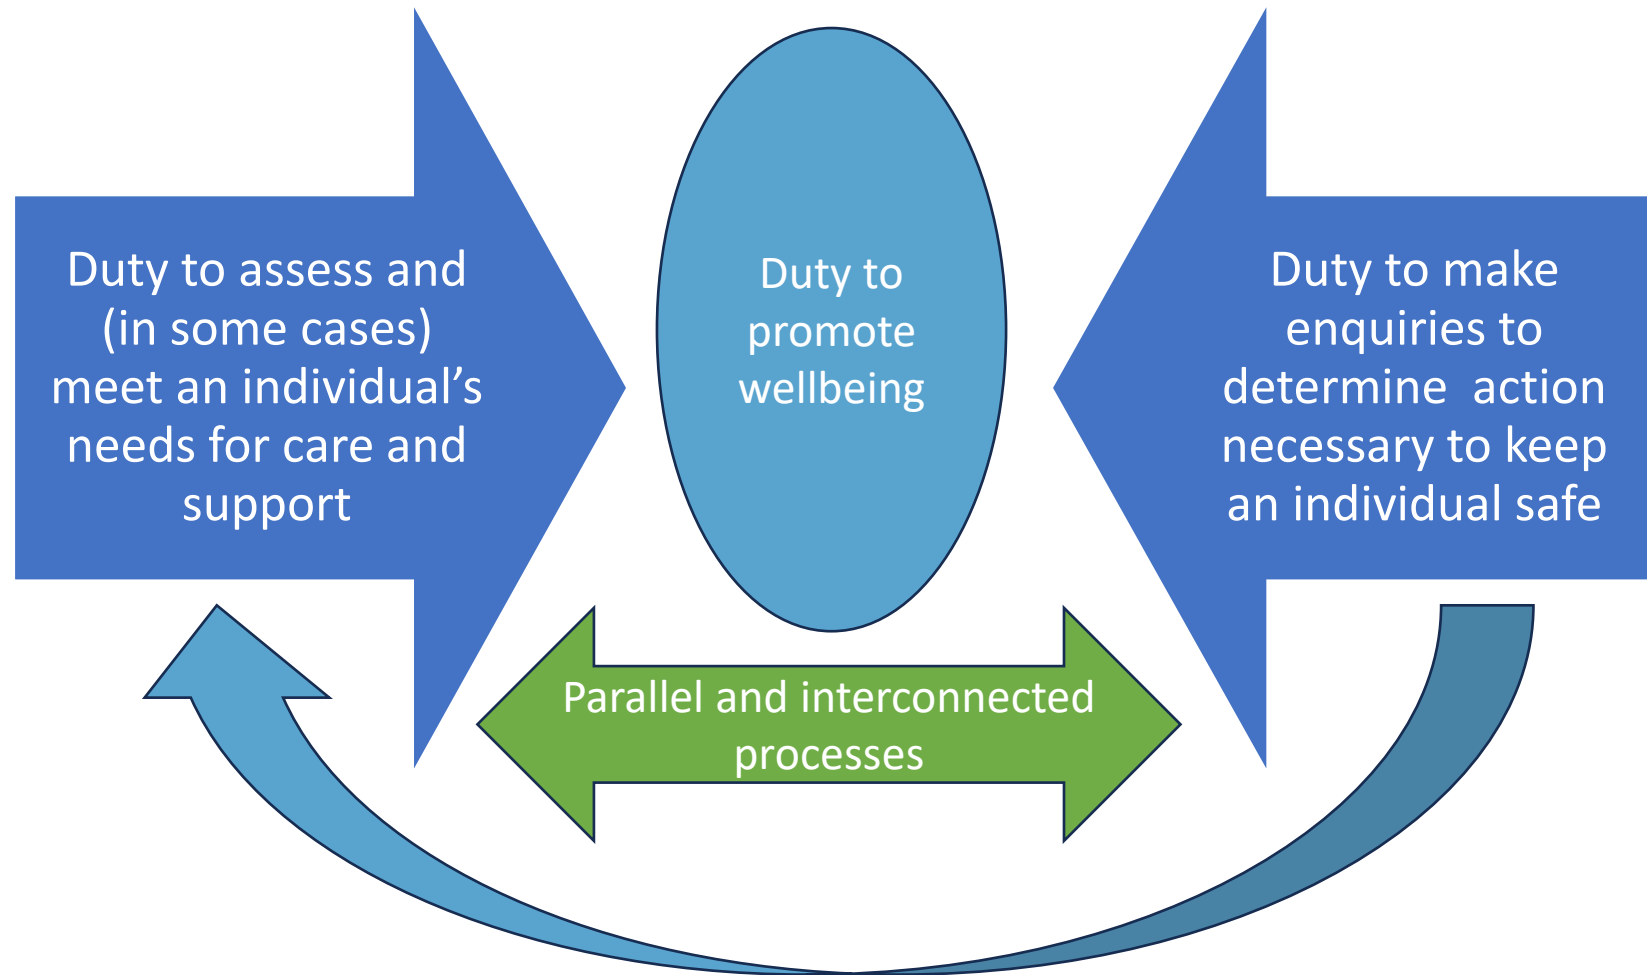 Duty to assess and
(in some cases)
meet an individual’s
needs for care and
support
Duty to
promote
wellbeing
Duty to make
enquiries to
determine  action
necessary to keep
an individual safe
Parallel and interconnected
processes